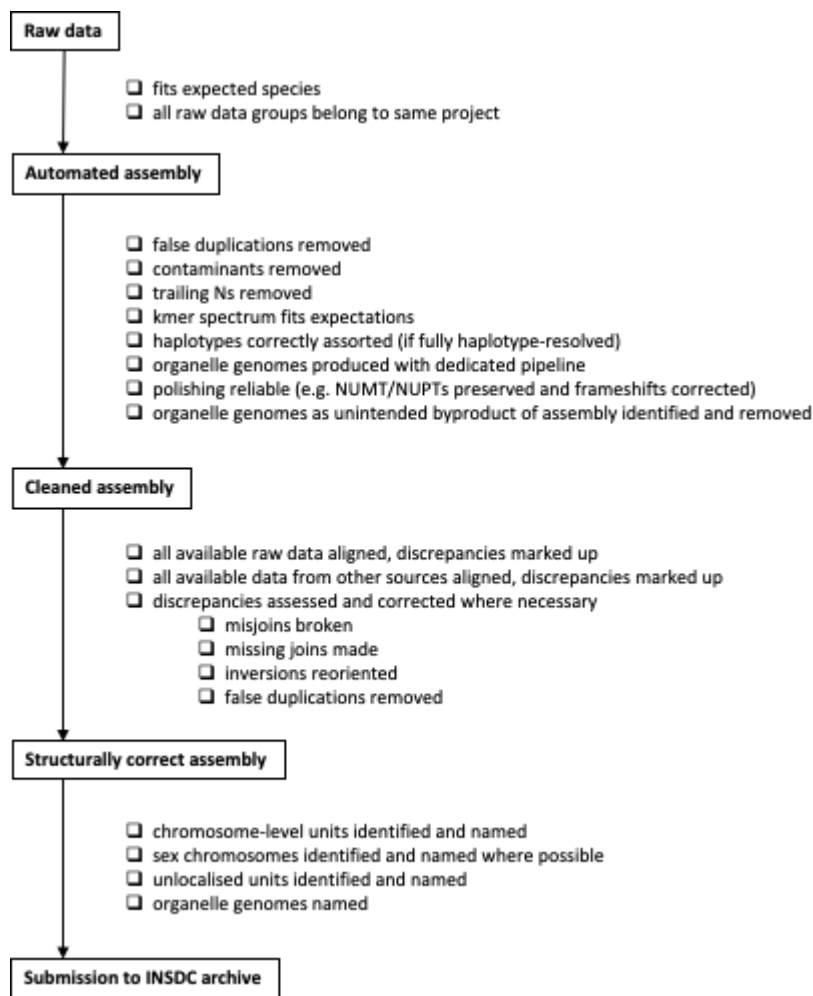 Raw data
fits expected species
all raw data groups belong to same project
Automated assembly
false duplications removed
contaminants removed
trailing Ns removed
kmer spectrum fits expectations
haplotypes correctly assorted (if fully haplotype-resolved)
organelle genomes produced with dedicated pipeline
polishing reliable (e.g. NUMT/NUPTs preserved and frameshifts corrected)
organelle genomes as unintended byproduct of assembly identified and removed
Cleaned assembly
all available raw data aligned, discrepancies marked up
all available data from other sources aligned, discrepancies marked up
discrepancies assessed and corrected where necessary
misjoins broken
missing joins made
inversions reoriented
false duplications removed
Structurally correct assembly
chromosome-level units identified and named
sex chromosomes identified and named where possible
unlocalised units identified and named
organelle genomes named
Submission to INSDC archive